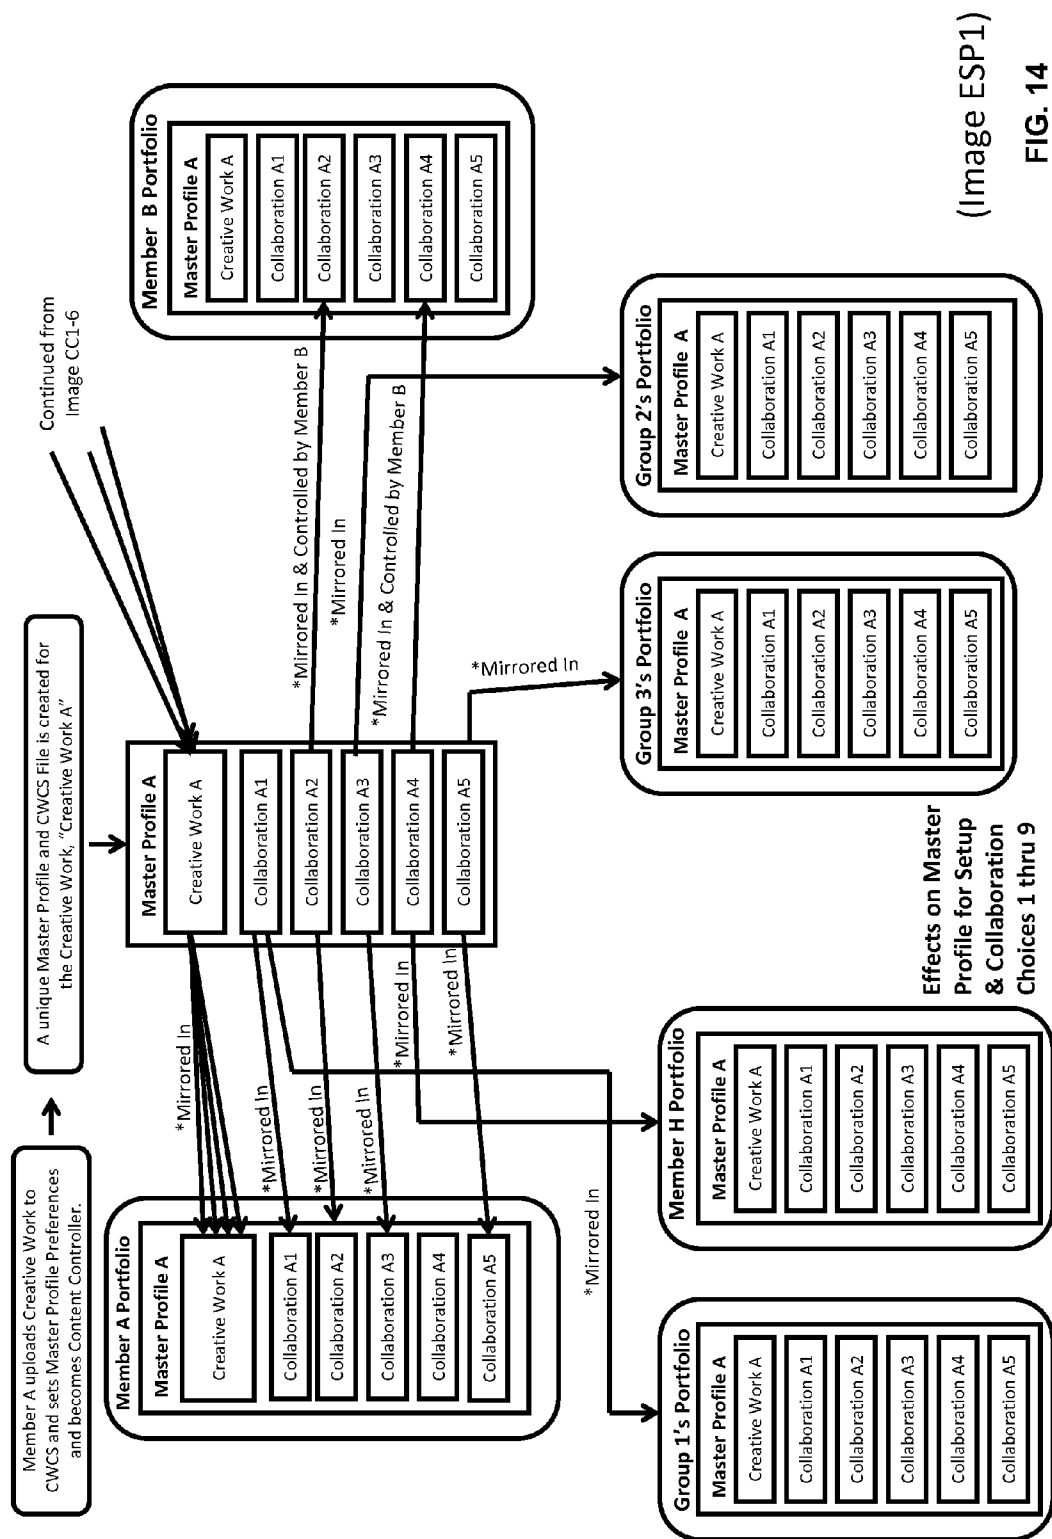 Member A uploads Creative Work to
CWCS and sets Master Profile Preferences
and becomes Content Controller.
A unique Master Profile and CWCS File is created for
the Creative Work, “Creative Work A”
Continued from
Image CC1-6
Member A Portfolio
Master Profile A
Creative Work A
Collaboration A1
Collaboration A2
Collaboration A3
Collaboration A4
Collaboration A5
*Mirrored In
*Mirrored In
*Mirrored In
*Mirrored In
*Mirrored In
*Mirrored In
*Mirrored In
Master Profile A
Creative Work A
Collaboration A1
Collaboration A2
Collaboration A3
Collaboration A4
Collaboration A5
*Mirrored In & Controlled by Member B
*Mirrored In
*Mirrored In & Controlled by Member B
*Mirrored In
Member B Portfolio
Master Profile A
Creative Work A
Collaboration A1
Collaboration A2
Collaboration A3
Collaboration A4
Collaboration A5
Group 1's Portfolio
Master Profile A
Creative Work A
Collaboration A1
Collaboration A2
Collaboration A3
Collaboration A4
Collaboration A5
Member H Portfolio
Master Profile A
Creative Work A
Collaboration A1
Collaboration A2
Collaboration A3
Collaboration A4
Collaboration A5
Effects on Master
Profile for Setup
& Collaboration
Choices 1 thru 9
Group 3's Portfolio
Master Profile A
Creative Work A
Collaboration A1
Collaboration A2
Collaboration A3
Collaboration A4
Collaboration A5
Group 2's Portfolio
Master Profile A
Creative Work A
Collaboration A1
Collaboration A2
Collaboration A3
Collaboration A4
Collaboration A5
(Image ESP1)
FIG. 14